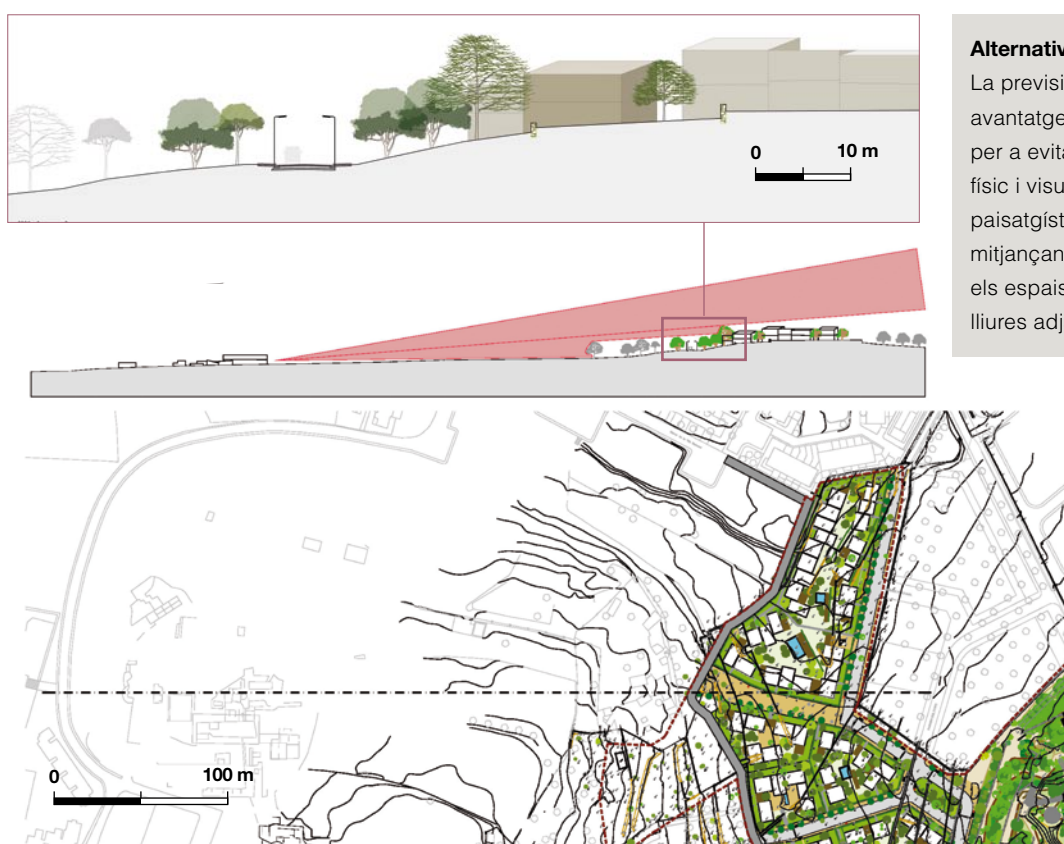 0 10 m
Alternativ
La previsi
avantatge
per a evita
físic i visu
paisatgíst
mitjançan
els espais
lliures adj
0 100 m